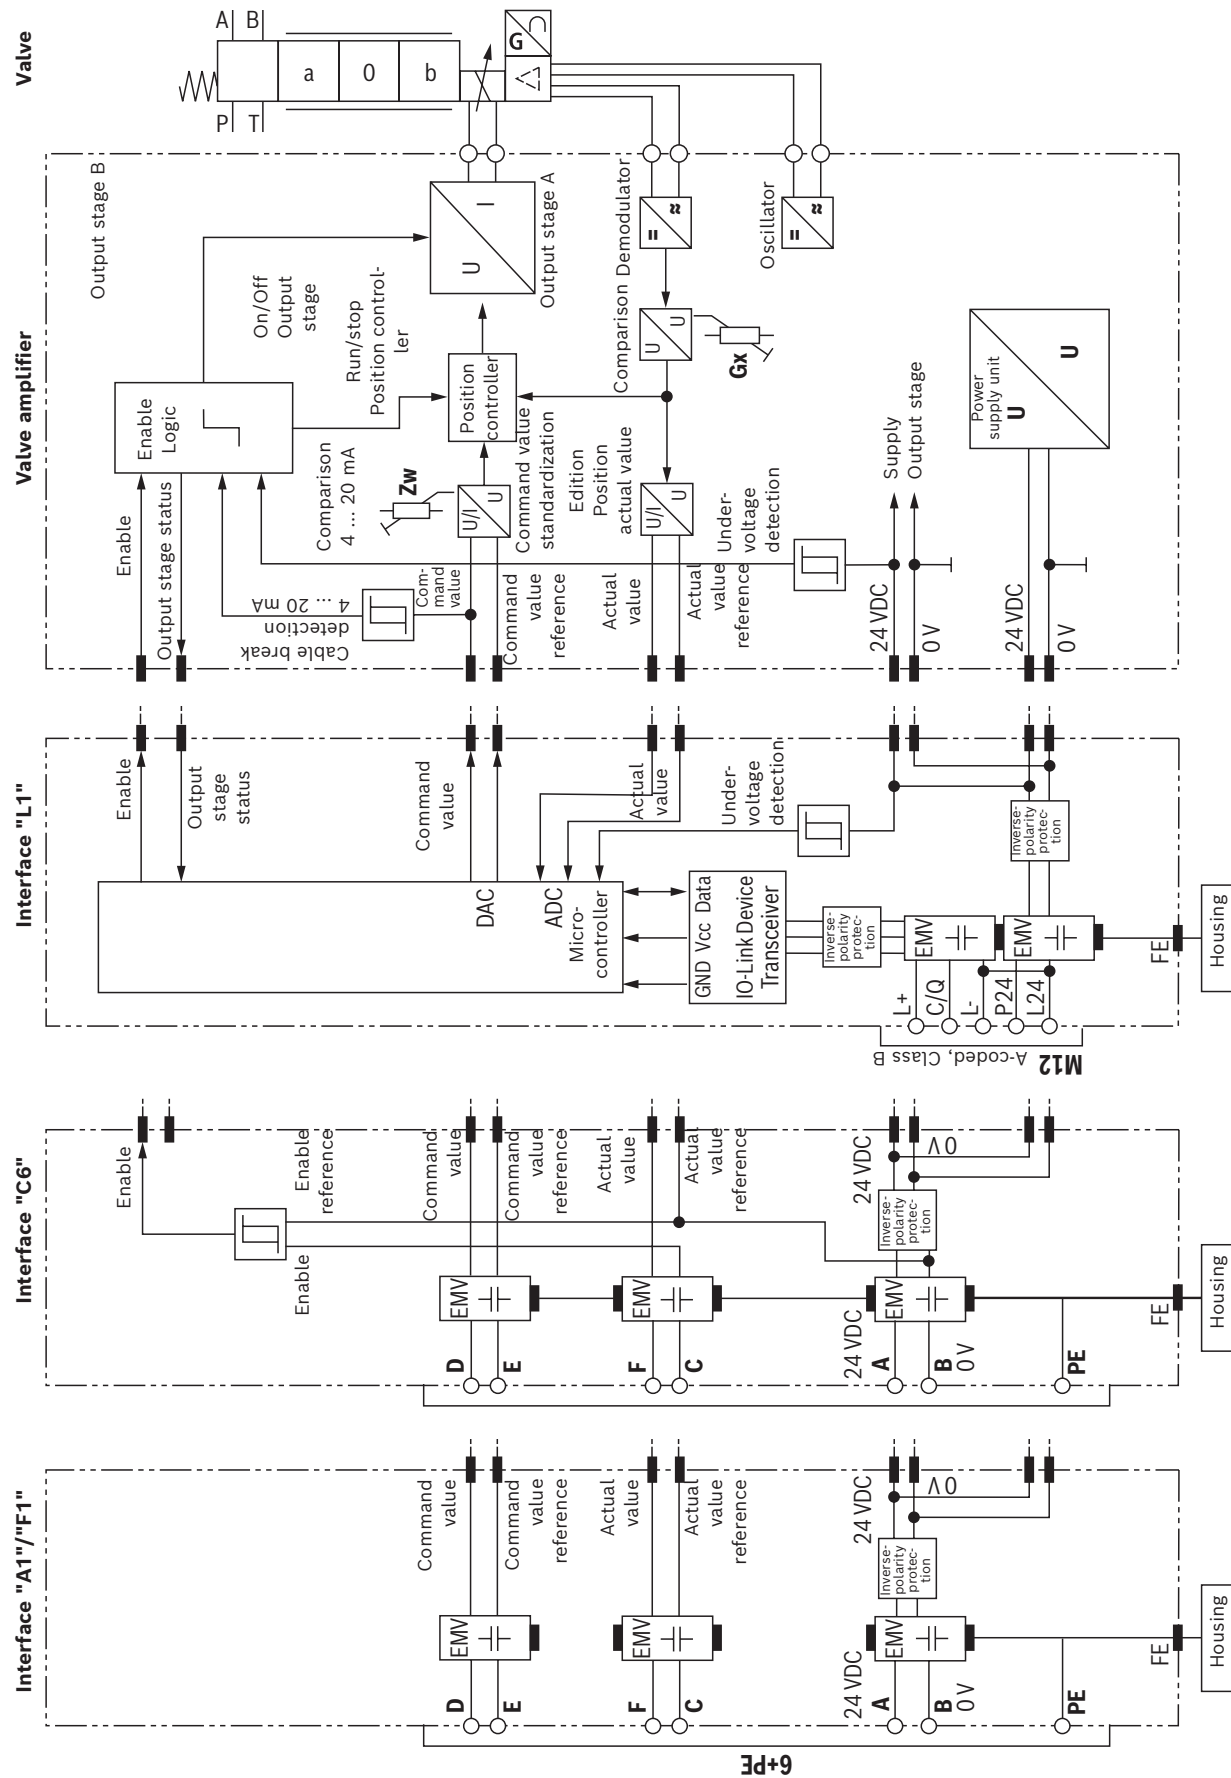 Interface "A1"/"F1"
Interface "C6"
Interface "L1"
Valve amplifier
Valve
6+PE
D
E
F
C
24 VDC
A
B
0 V
PE
EMV
EMV
EMV
Command
value
Command
value
reference
Actual
value
Actual
value
reference
24 VDC
Inverse-
polarity
protec-
tion
0 V
FE
Housing
D
E
F
C
24 VDC
A
B
0 V
PE
EMV
EMV
EMV
Enable
Enable
Enable
reference
Command
value
Command
value
reference
Actual
value
Actual
value
reference
24 VDC
Inverse-
polarity
protec-
tion
0 V
FE
Housing
M12
A-coded, Class B
L+
C/Q
L-
P24
L24
EMV
EMV
Inverse-
polarity
protec-
tion
GND Vcc Data
IO-Link Device
Transceiver
Enable
Output
stage
status
Command
value
DAC
ADC
Micro-
controller
Actual
value
Under-
voltage
detection
Inverse-
polarity
protec-
tion
FE
Housing
Enable
Output stage status
Cable break
detection
4 ... 20 mA
Com-
mand
value
Command
value
reference
Comparison
4 ... 20 mA
Zw
U/I
U
Command value
standardization
Enable
Logic
On/Off
Output
stage
Run/stop
Position control-
ler
Position
controller
Output stage B
U
I
Output stage A
Actual
value
Actual
value
reference
Edition
Position
actual value
U/I
U
Comparison
U
U
Gx
Demodulator
=
≈
Oscillator
=
≈
Under-
voltage
detection
24 VDC
0 V
Supply
Output stage
24 VDC
0 V
Power
supply unit
U
U
A
B
P
T
a
0
b
G